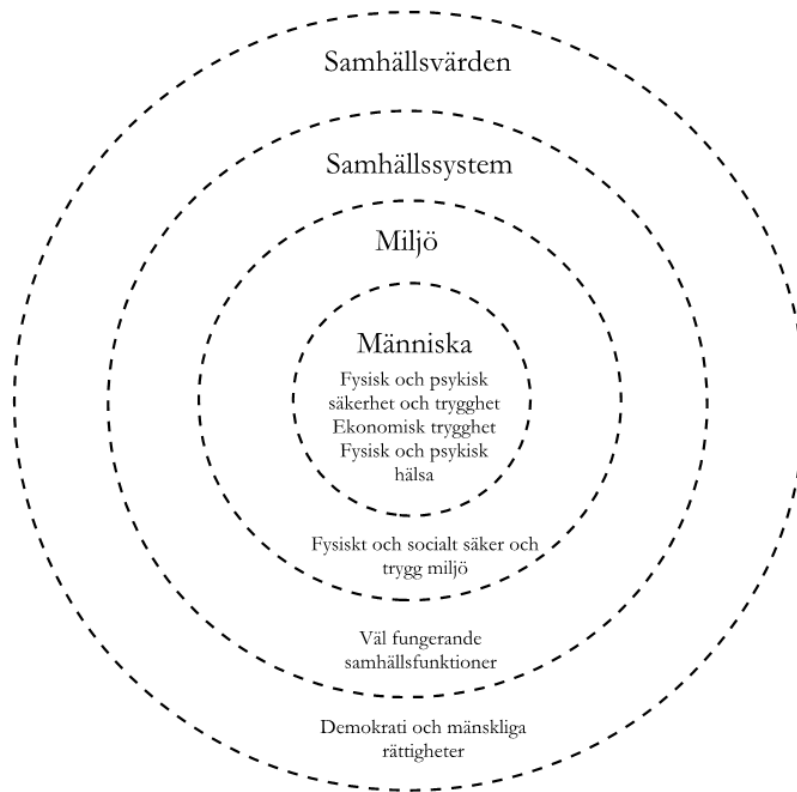 Samhällsvärden
Samhällssystem
Miljö
Människa
Fysisk och psykisk
säkerhet och trygghet
Ekonomisk trygghet
Fysisk och psykisk
hälsa
Fysiskt och socialt säker och
trygg miljö
Väl fungerande
samhällsfunktioner
Demokrati och mänskliga
rättigheter